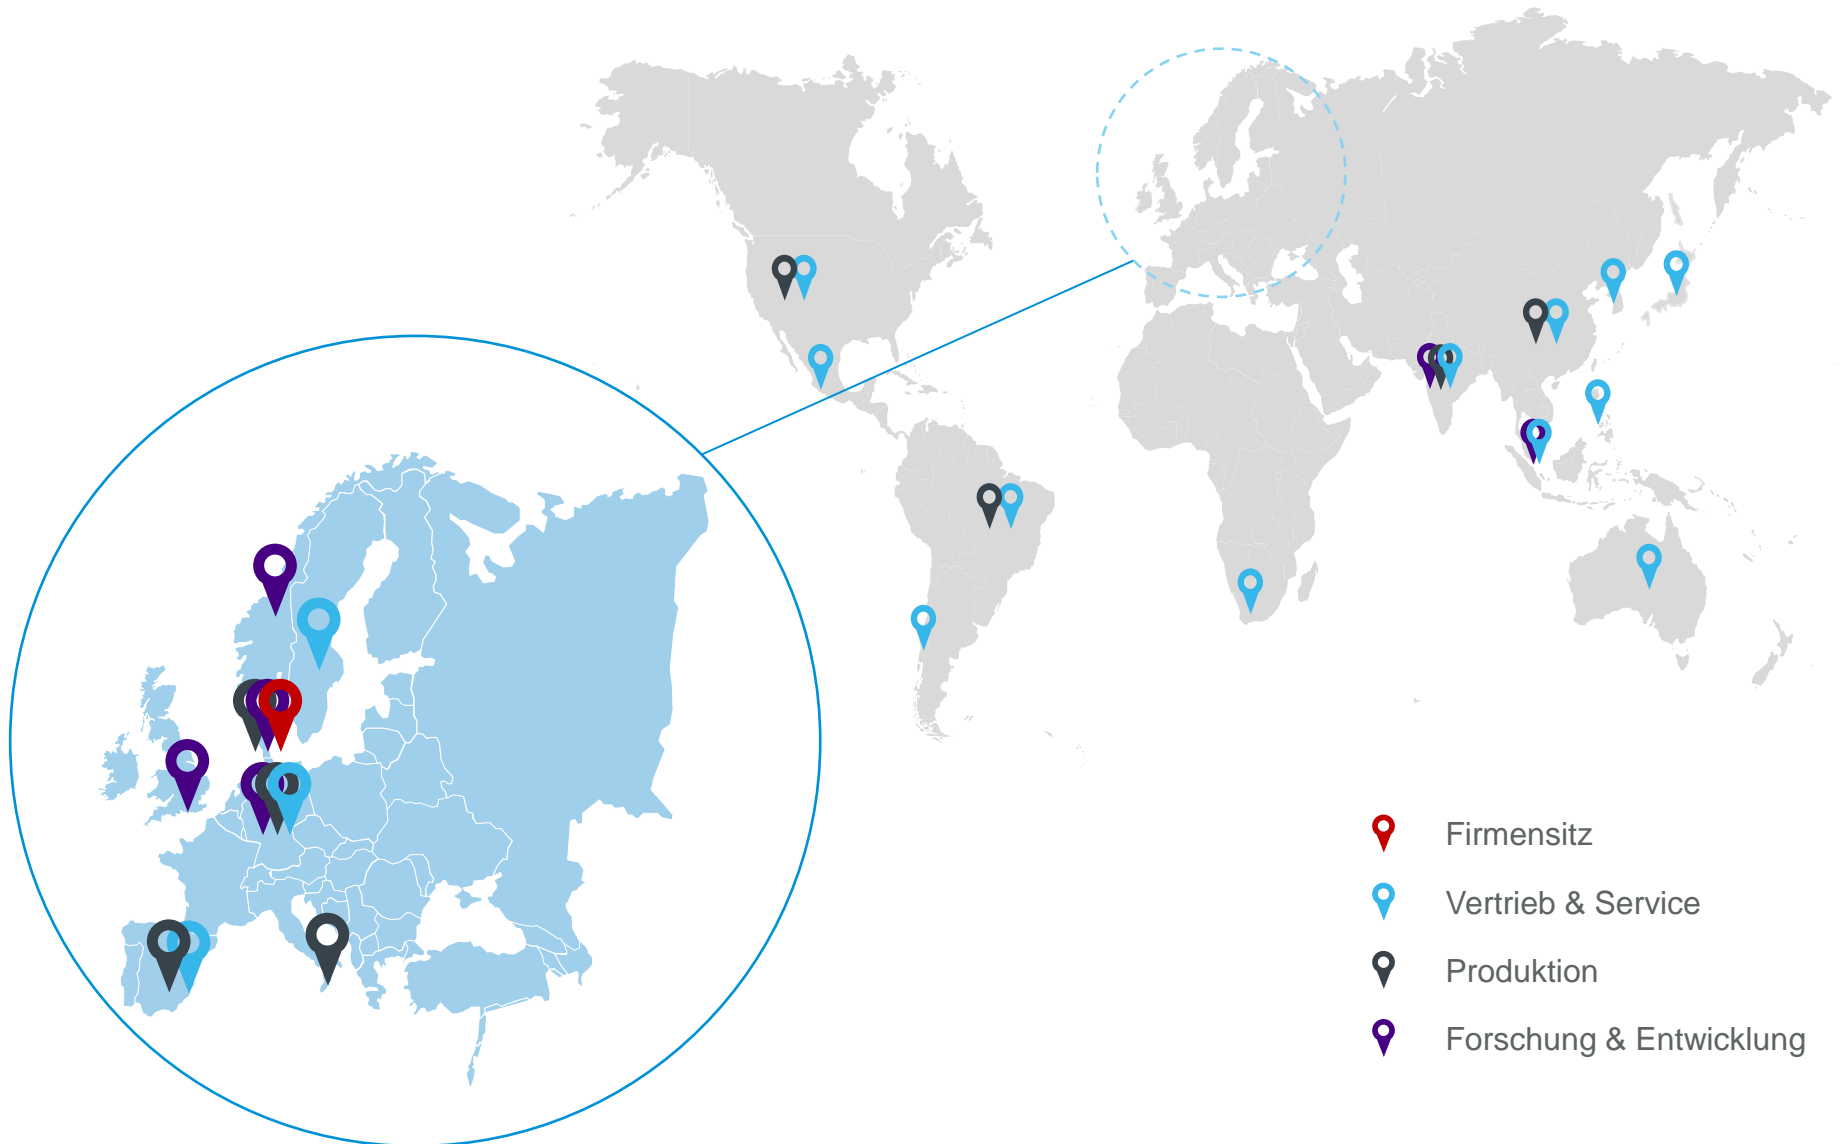 Firmensitz
Vertrieb & Service
Produktion
Forschung & Entwicklung